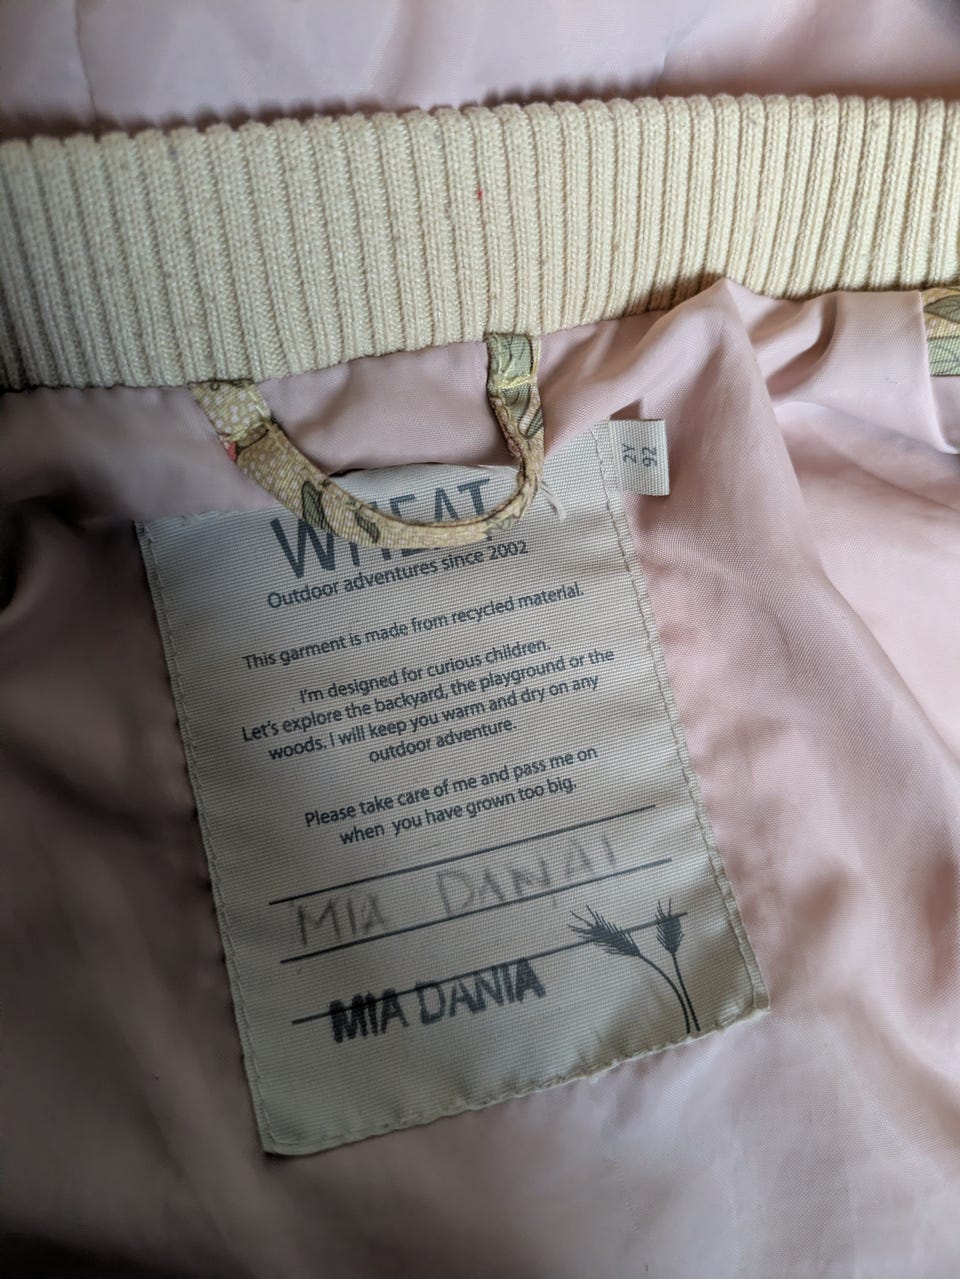 WHEAT
Outdoor adventures since 2002
2Y
92
This garment is made from recycled material.
I'm designed for curious children.
Let's explore the backyard, the playground or the
woods. I will keep you warm and dry on any
outdoor adventure.
Please take care of me and pass me on
when you have grown too big.
MIA DANAI
MIA DANIA